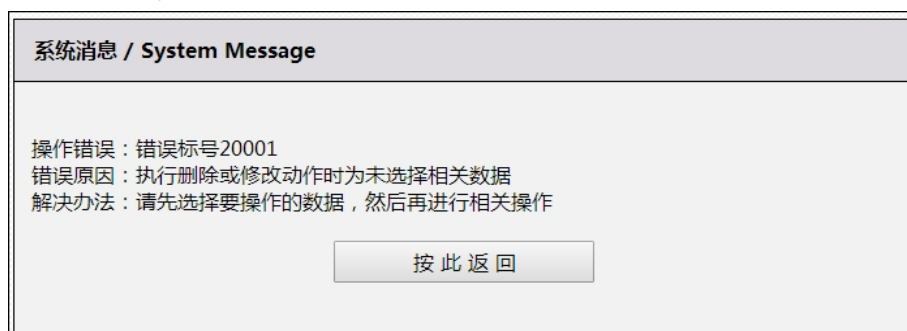 系统消息 / System Message
操作错误：错误标号20001
错误原因：执行删除或修改动作时为未选择相关数据
解决办法：请先选择要操作的数据，然后再进行相关操作
按此返回